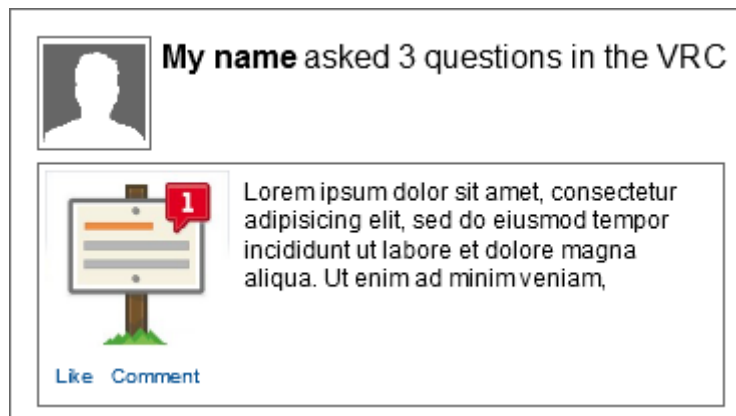 My name asked 3 questions in the VRC
1
Lorem ipsum dolor sit amet, consectetur
adipisicing elit, sed do eiusmod tempor
incididunt ut labore et dolore magna
aliqua. Ut enim ad minim veniam,
Like Comment